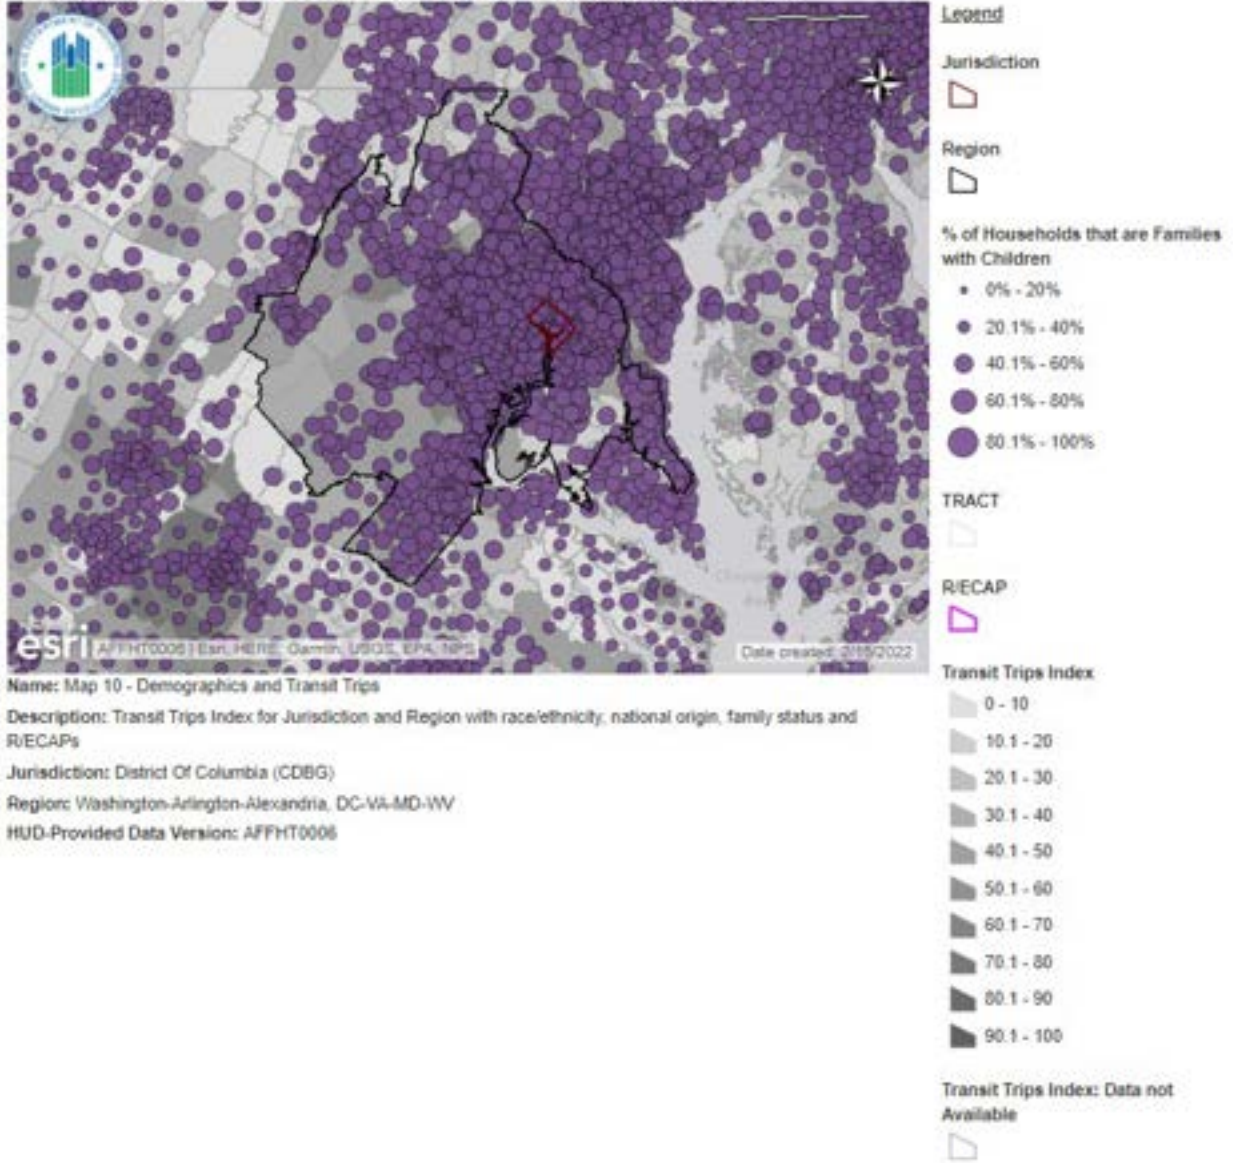 esri AFFHT0006 | Esri, HERE, Garmin, USGS, EPA, NPS
Date created: 2/15/2022
Name: Map 10 - Demographics and Transit Trips
Description: Transit Trips Index for Jurisdiction and Region with race/ethnicity, national origin, family status and
R/ECAPs
Jurisdiction: District Of Columbia (CDBG)
Region: Washington-Arlington-Alexandria, DC-VA-MD-WV
HUD-Provided Data Version: AFFHT0006
Legend
Jurisdiction
Region
% of Households that are Families
with Children
0% - 20%
20.1% - 40%
40.1% - 60%
60.1% - 80%
80.1% - 100%
TRACT
R/ECAP
Transit Trips Index
0 - 10
10.1 - 20
20.1 - 30
30.1 - 40
40.1 - 50
50.1 - 60
60.1 - 70
70.1 - 80
80.1 - 90
90.1 - 100
Transit Trips Index: Data not
Available